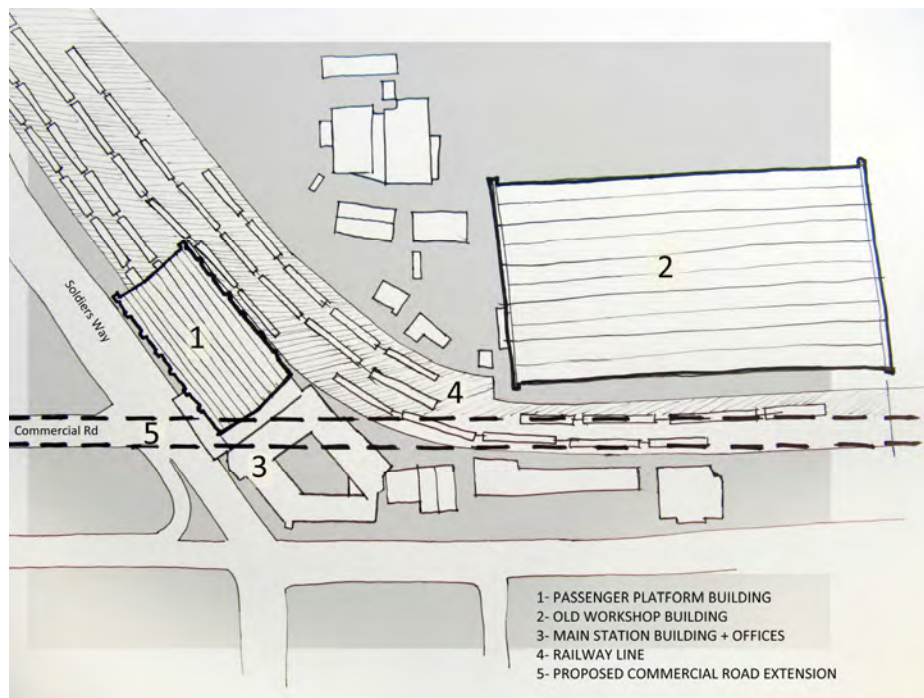 1
2
Soldiers Way
4
Commercial Rd
5
3
1- PASSENGER PLATFORM BUILDING
2- OLD WORKSHOP BUILDING
3- MAIN STATION BUILDING + OFFICES
4- RAILWAY LINE
5- PROPOSED COMMERCIAL ROAD EXTENSION